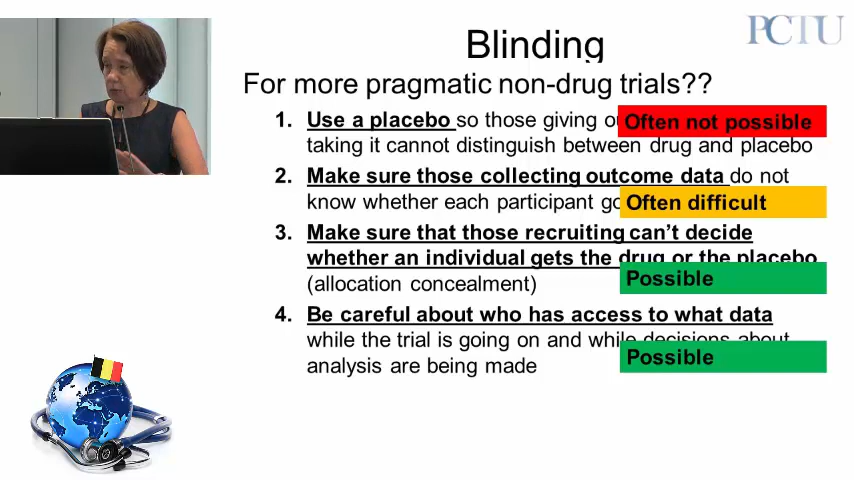 PCTU
Blinding
For more pragmatic non-drug trials??
1. Use a placebo so those giving
Often not possible
taking it cannot distinguish between drug and placebo
2. Make sure those collecting outcome data do not
know whether each participant
Often difficult
3. Make sure that those recruiting can't decide
whether an individual gets the drug or the placebo
(allocation concealment)
Possible
4. Be careful about who has access to what data
while the trial is going on and while decisions about
Possible
analysis are being made